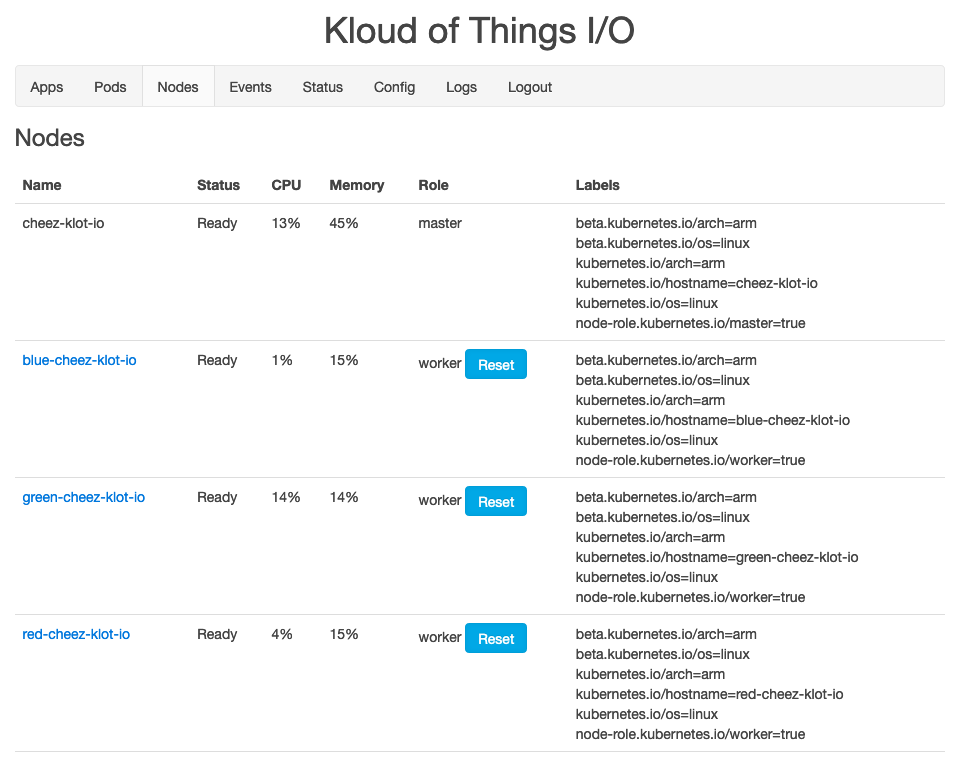 Kloud of Things I/O
Apps Pods Nodes Events Status Config Logs Logout
Nodes
Name Status CPU Memory Role Labels
cheez-klot-io Ready 13% 45% master beta.kubernetes.io/arch=arm
beta.kubernetes.io/os=linux
kubernetes.io/arch=arm
kubernetes.io/hostname=cheez-klot-io
kubernetes.io/os=linux
node-role.kubernetes.io/master=true
blue-cheez-klot-io Ready 1% 15% worker Reset beta.kubernetes.io/arch=arm
beta.kubernetes.io/os=linux
kubernetes.io/arch=arm
kubernetes.io/hostname=blue-cheez-klot-io
kubernetes.io/os=linux
node-role.kubernetes.io/worker=true
green-cheez-klot-io Ready 14% 14% worker Reset beta.kubernetes.io/arch=arm
beta.kubernetes.io/os=linux
kubernetes.io/arch=arm
kubernetes.io/hostname=green-cheez-klot-io
kubernetes.io/os=linux
node-role.kubernetes.io/worker=true
red-cheez-klot-io Ready 4% 15% worker Reset beta.kubernetes.io/arch=arm
beta.kubernetes.io/os=linux
kubernetes.io/arch=arm
kubernetes.io/hostname=red-cheez-klot-io
kubernetes.io/os=linux
node-role.kubernetes.io/worker=true